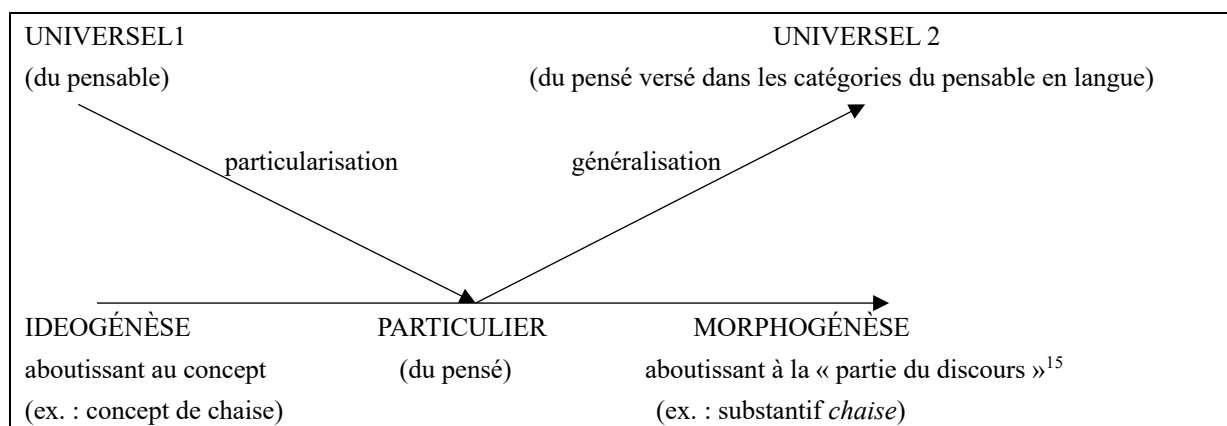 UNIVERSEL1 UNIVERSEL 2
(du pensable) (du pensé versé dans les catégories du pensable en langue)
particularisation généralisation
IDEOGÉNÈSE PARTICULIER MORPHOGÉNÈSE
aboutissant au concept (du pensé) aboutissant à la « partie du discours »15
(ex. : concept de chaise) (ex. : substantif chaise)